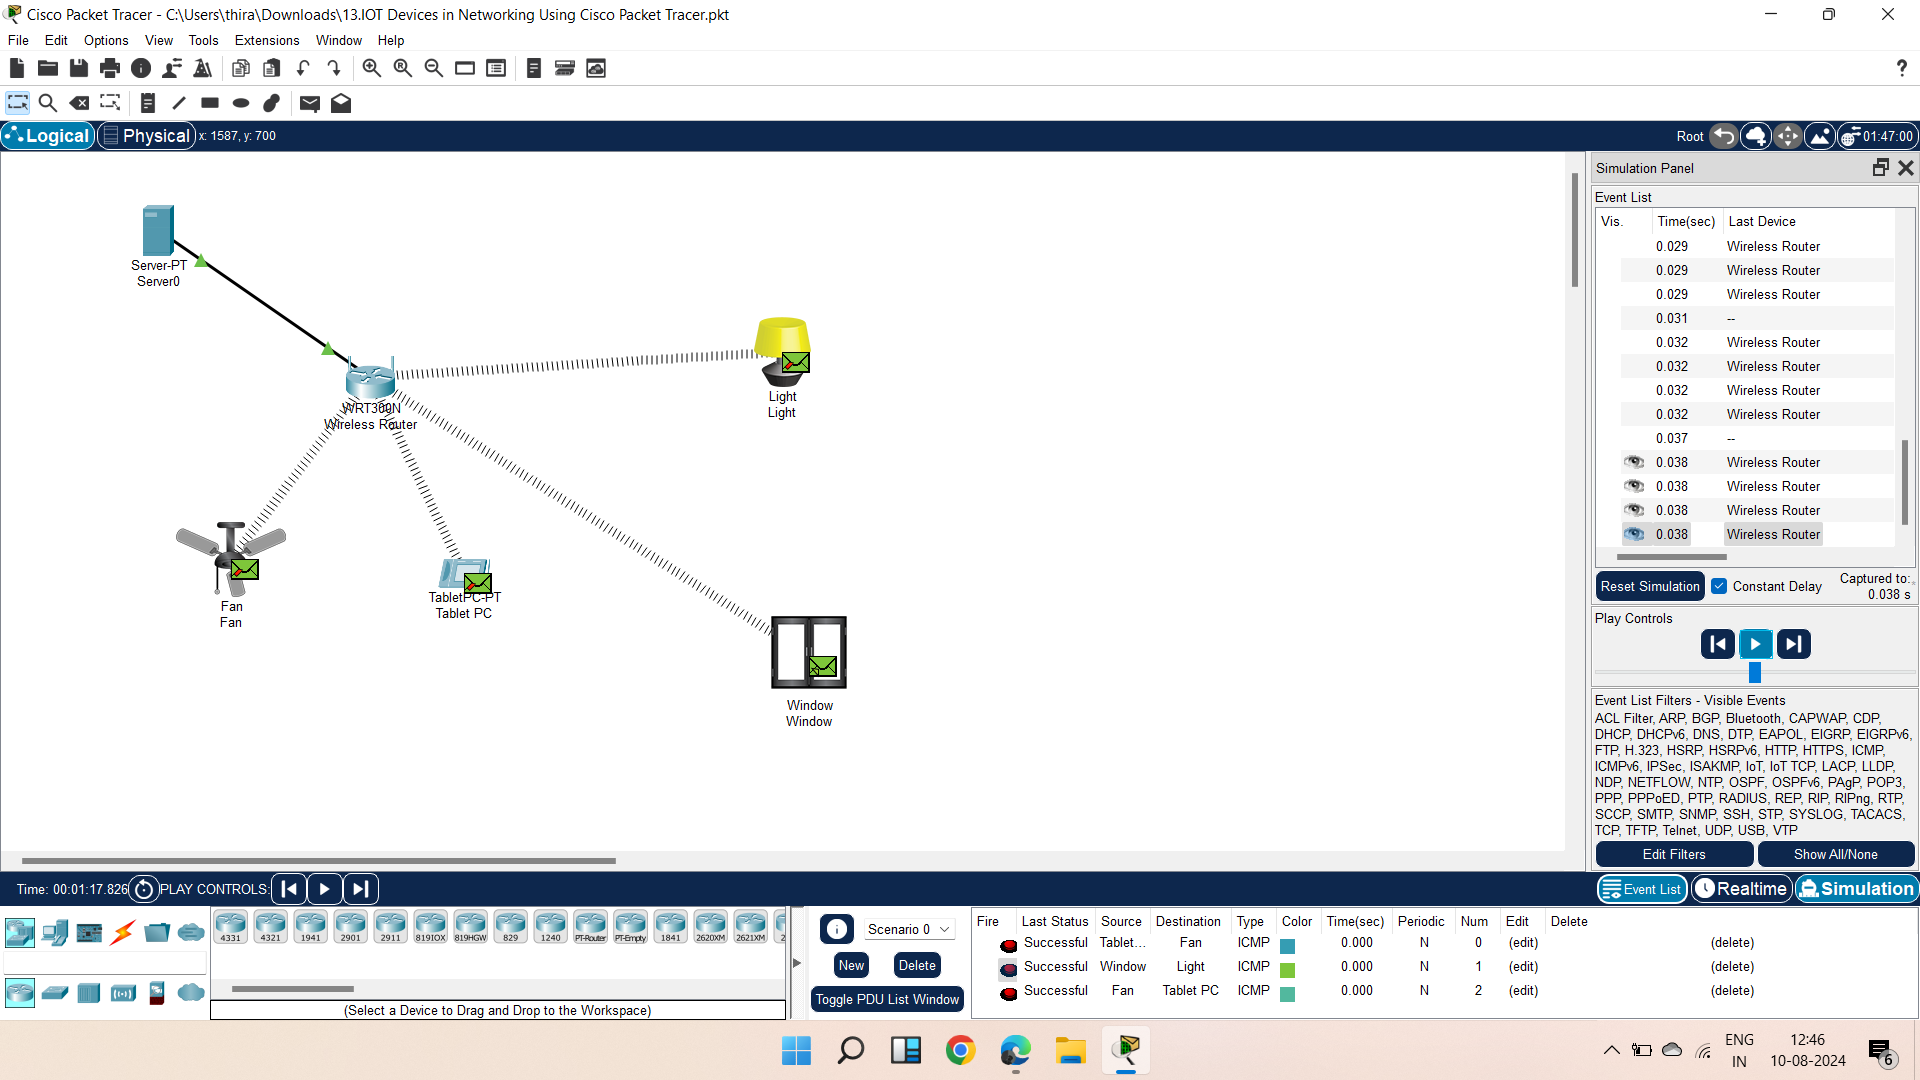 Cisco Packet Tracer - C:\Users\thira\Downloads\13.IOT Devices in Networking Using Cisco Packet Tracer.pkt
File Edit Options View Tools Extensions Window Help
?
Logical Physical x: 1587, y: 700 Root 01:47:00
Server-PT
Server0
WRT300N
Wireless Router
Light
Light
Fan
Fan
TabletPC-PT
Tablet PC
Window
Window
Simulation Panel
Event List
Vis. Time(sec) Last Device
0.029 Wireless Router
0.029 Wireless Router
0.029 Wireless Router
0.031 --
0.032 Wireless Router
0.032 Wireless Router
0.032 Wireless Router
0.032 Wireless Router
0.037 --
0.038 Wireless Router
0.038 Wireless Router
0.038 Wireless Router
0.038 Wireless Router
Reset Simulation Constant Delay Captured to:
0.038 s
Play Controls
Event List Filters - Visible Events
ACL Filter, ARP, BGP, Bluetooth, CAPWAP, CDP,
DHCP, DHCPv6, DNS, DTP, EAPOL, EIGRP, EIGRPv6,
FTP, H.323, HSRP, HSRPv6, HTTP, HTTPS, ICMP,
ICMPv6, IPSec, ISAKMP, IoT, IoT TCP, LACP, LLDP,
NDP, NETFLOW, NTP, OSPF, OSPFv6, PAgP, POP3,
PPP, PPPoED, PTP, RADIUS, REP, RIP, RIPng, RTP,
SCCP, SMTP, SNMP, SSH, STP, SYSLOG, TACACS,
TCP, TFTP, Telnet, UDP, USB, VTP
Edit Filters Show All/None
Time: 00:01:17.826 PLAY CONTROLS: Event List Realtime Simulation
4331 4321 1941 2901 2911 819IOX 819HGW 829 1240 PT-Router PT-Empty 1841 2620XM 2621XM 2
(Select a Device to Drag and Drop to the Workspace)
Scenario 0
New Delete
Toggle PDU List Window
Fire Last Status Source Destination Type Color Time(sec) Periodic Num Edit Delete
Successful Tablet... Fan ICMP 0.000 N 0 (edit) (delete)
Successful Window Light ICMP 0.000 N 1 (edit) (delete)
Successful Fan Tablet PC ICMP 0.000 N 2 (edit) (delete)
ENG
IN
12:46
10-08-2024
6